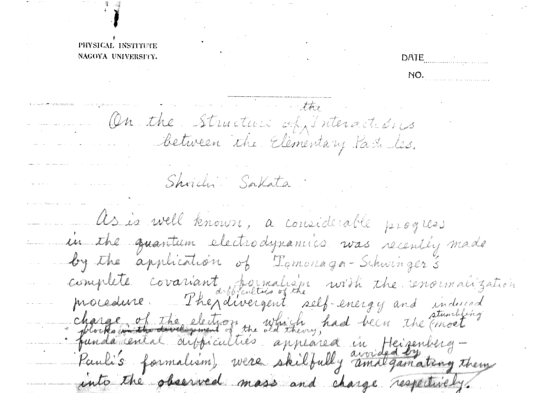 PHYSICAL INSTITUTE
NAGOYA UNIVERSITY.
DATE
NO.
the
On the Structure of Interactions
between the Elementary Particles.
Shoichi Sakata
As is well known, a considerable progress
in the quantum electrodynamics was recently made
by the application of Tomonaga-Schwinger's
complete covariant formalism with the renormalization
difficulties of the
procedure. The divergent self-energy and induced
charge of the electron which had been the most
stumbling
blocks in the development of the old theory,
fundamental difficulties appeared in Heisenberg-
avoided by
Pauli's formalism, were skilfully amalgamating them
into the observed mass and charge respectively.